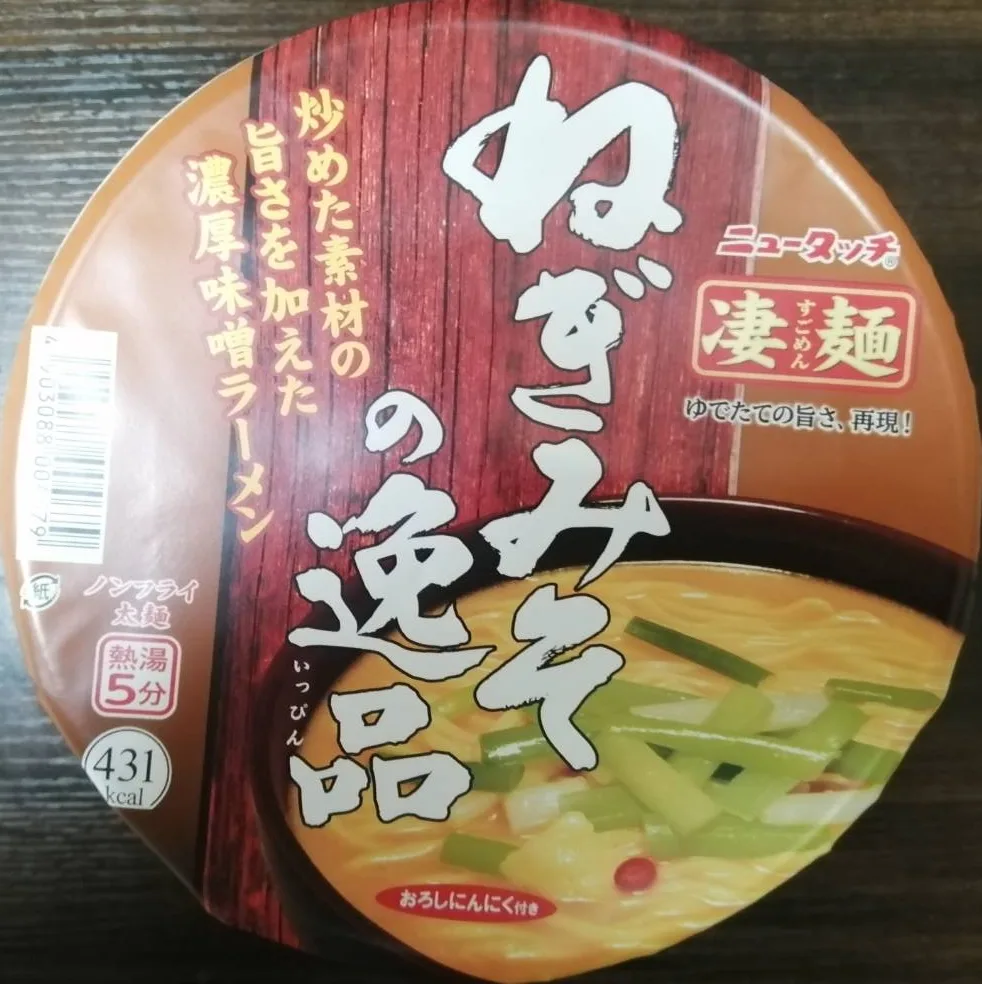 ねぎみそ
の逸品
いっぴん
炒めた素材の
旨さを加えた
濃厚味噌ラーメン
ニュータッチ®
凄麺
すごめん
ゆでたての旨さ、再現!
紙
ノンフライ
太麺
熱湯
5分
431
kcal
おろしにんにく付き